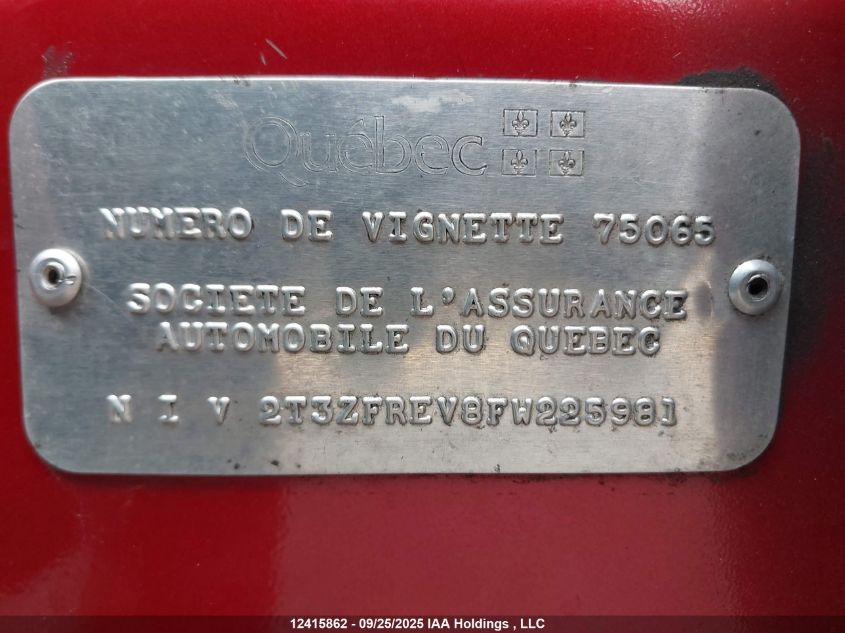 Québec
NUMERO DE VIGNETTE 75065
SOCIETE DE L'ASSURANCE
AUTOMOBILE DU QUEBEC
N I V 2T3ZFREV8FW225981
12415862 - 09/25/2025 IAA Holdings , LLC